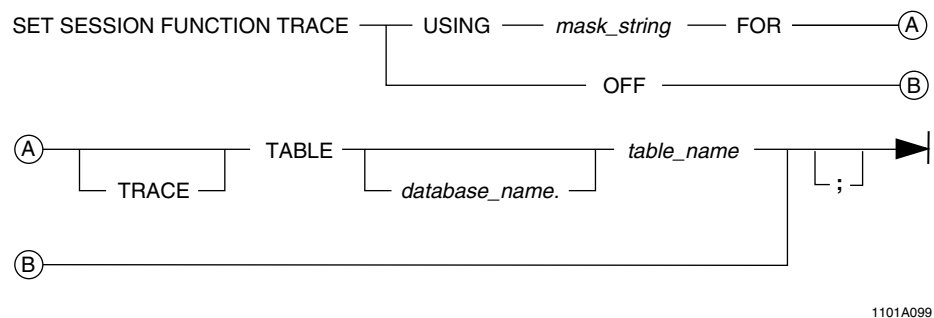 SET SESSION FUNCTION TRACE USING mask_string FOR A
OFF B
A TABLE table_name
TRACE database_name. ;
B
1101A099